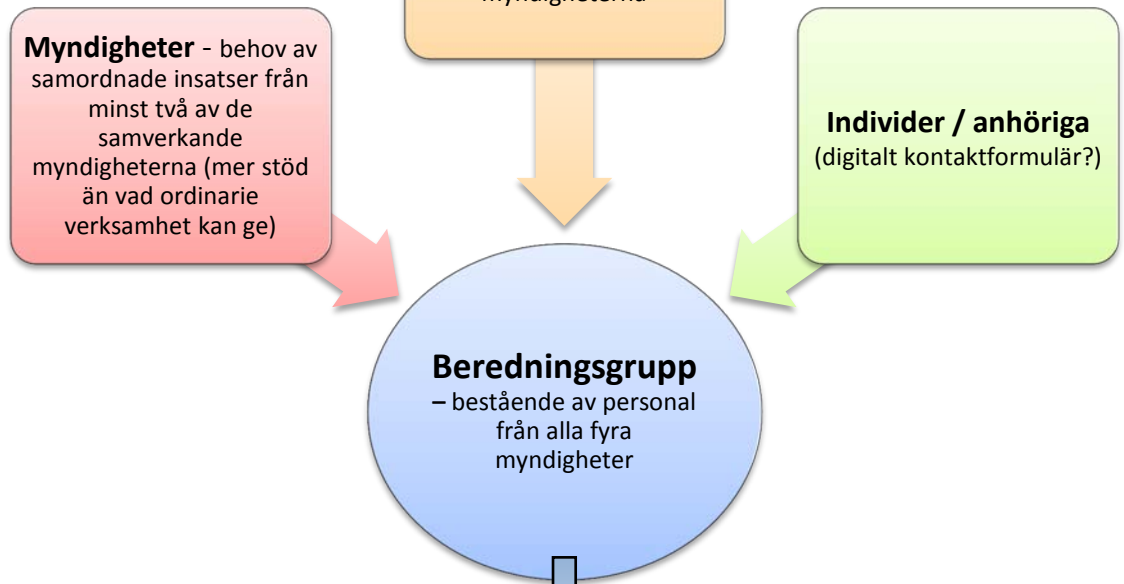 myndigheterna
Myndigheter - behov av
samordnade insatser från
minst två av de
samverkande
myndigheterna (mer stöd
än vad ordinarie
verksamhet kan ge)
Individer / anhöriga
(digitalt kontaktformulär?)
Beredningsgrupp
– bestående av personal
från alla fyra
myndigheter